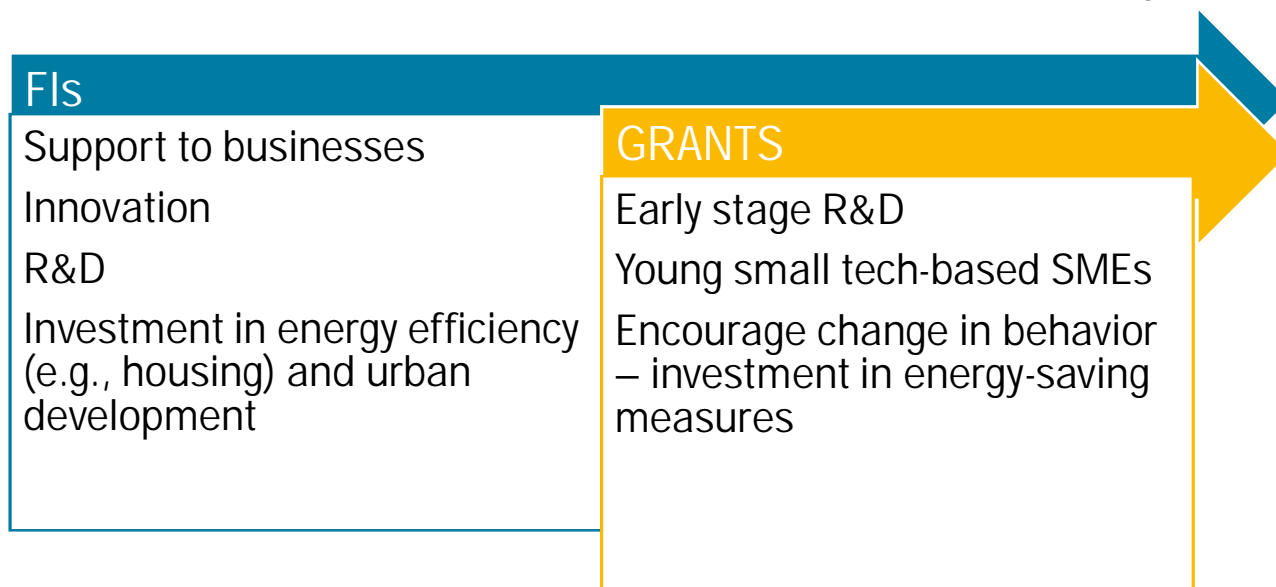 FIs
Support to businesses
Innovation
R&D
Investment in energy efficiency
(e.g., housing) and urban
development
GRANTS
Early stage R&D
Young small tech-based SMEs
Encourage change in behavior
– investment in energy-saving
measures